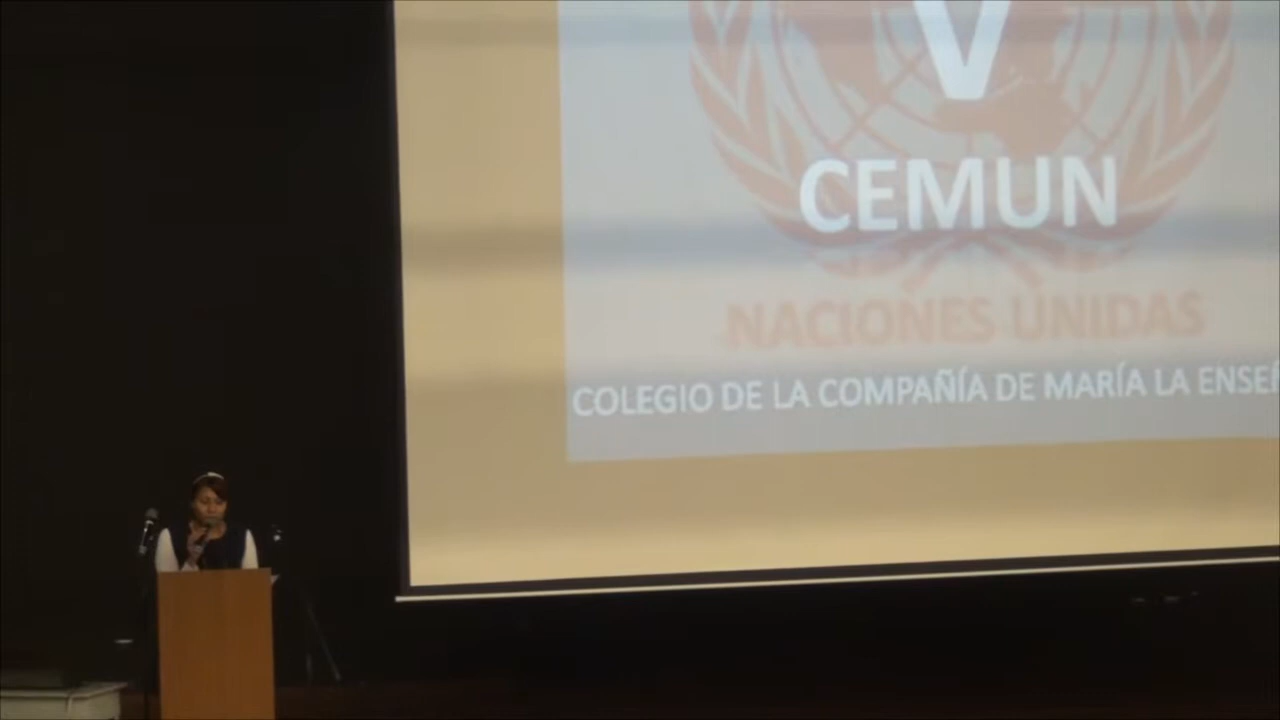 V
CEMUN
NACIONES UNIDAS
COLEGIO DE LA COMPAÑÍA DE MARÍA LA